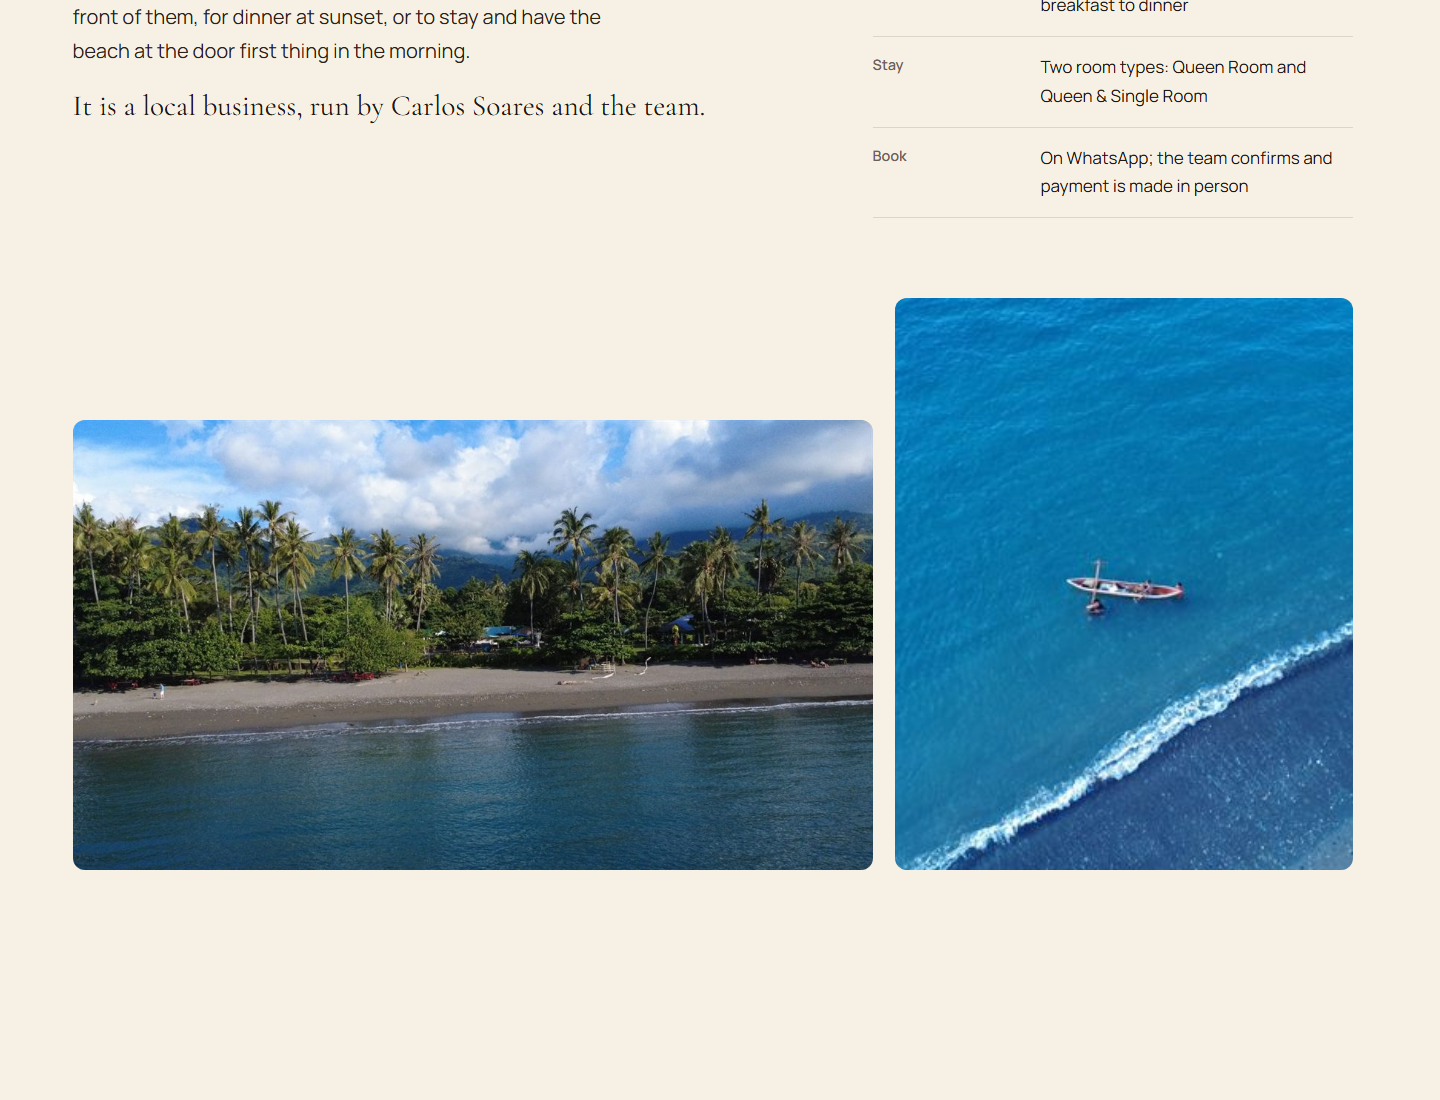 front of them, for dinner at sunset, or to stay and have the
beach at the door first thing in the morning.
It is a local business, run by Carlos Soares and the team.
breakfast to dinner
Stay
Two room types: Queen Room and
Queen & Single Room
Book
On WhatsApp; the team confirms and
payment is made in person